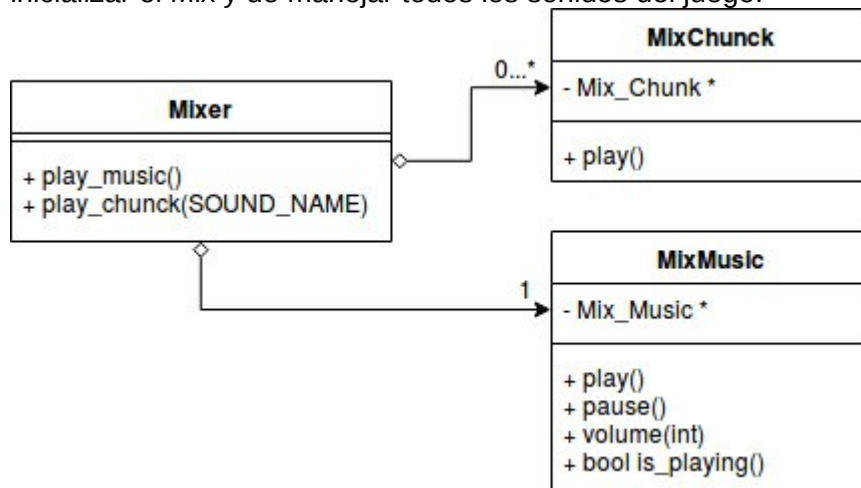 inicializar el Mix y de manejar todos los sonidos del juego.
MixChunck
0...*
- Mix_Chunk *
Mixer
+ play()
+ play_music()
+ play_chunck(SOUND_NAME)
MixMusic
1
- Mix_Music *
+ play()
+ pause()
+ volume(int)
+ bool is_playing()